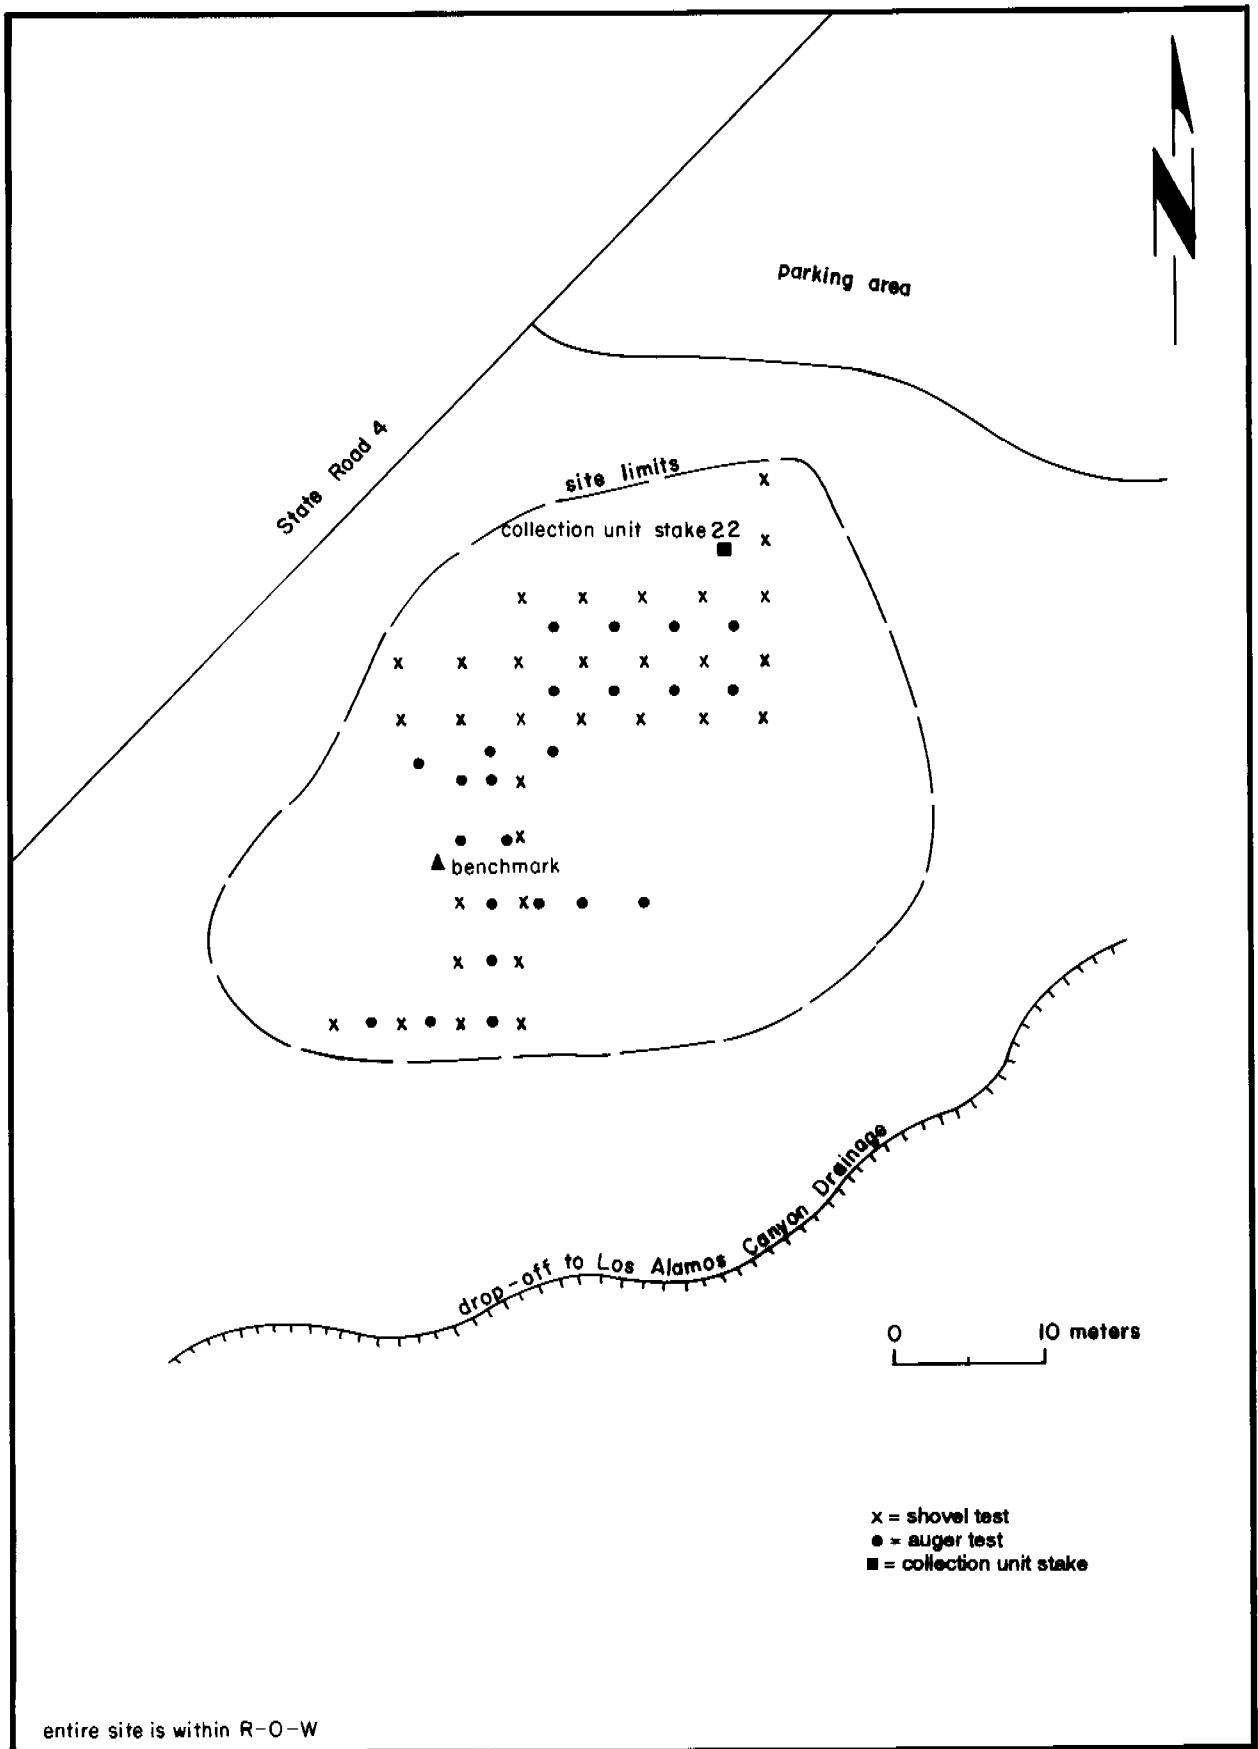 N
parking area
State Road 4
site limits
collection unit stake 22
benchmark
drop-off to Los Alamos Canyon Drainage
0 10 meters
x = shovel test
● = auger test
■ = collection unit stake
entire site is within R-O-W